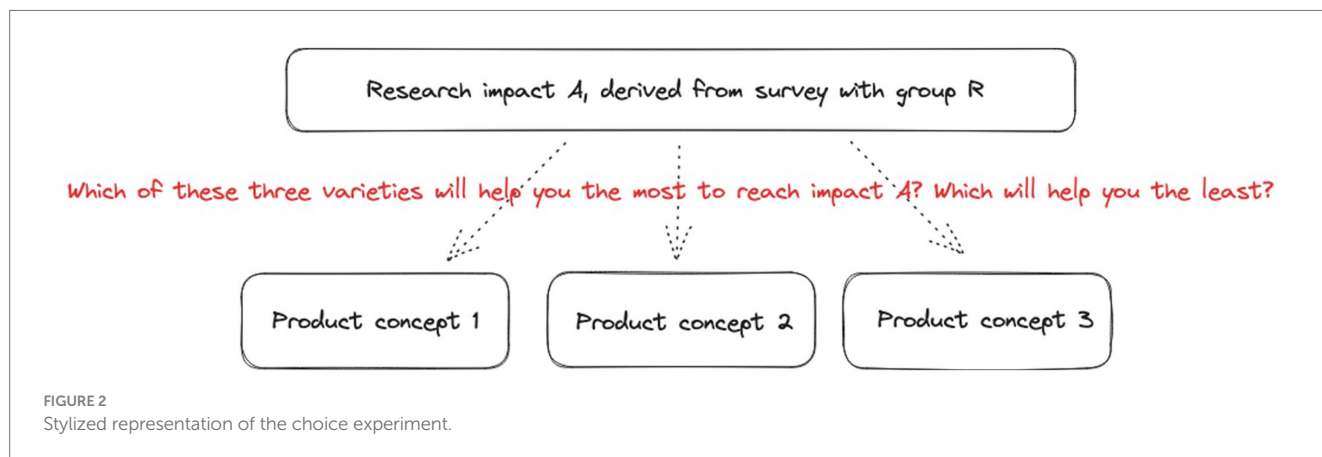 Research impact A, derived from survey with group R
Which of these three varieties will help you the most to reach impact A? Which will help you the least?
Product concept 1
Product concept 2
Product concept 3
FIGURE 2
Stylized representation of the choice experiment.